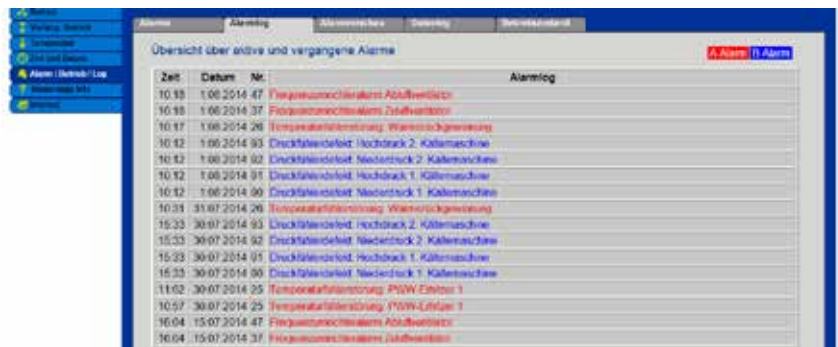 Alarm / Betrieb / Log
Alarmlog
Übersicht über aktive und vergangene Alarme
A Alarm B Alarm
Zeit Datum Nr. Alarmlog
10:18 1:08:2014 47 Frequenzumrichteralarm Abluftventilator
10:18 1:08:2014 37 Frequenzumrichteralarm Zuluftventilator
10:17 1:08:2014 26 Temperaturfühlerstörung: Wärmerückgewinnung
10:12 1:08:2014 93 Druckfühlerdefekt: Hochdruck 2. Kältemaschine
10:12 1:08:2014 92 Druckfühlerdefekt: Niederdruck 2. Kältemaschine
10:12 1:08:2014 91 Druckfühlerdefekt: Hochdruck 1. Kältemaschine
10:12 1:08:2014 90 Druckfühlerdefekt: Niederdruck 1. Kältemaschine
10:31 31:07:2014 26 Temperaturfühlerstörung: Wärmerückgewinnung
15:33 30:07:2014 93 Druckfühlerdefekt: Hochdruck 2. Kältemaschine
15:33 30:07:2014 92 Druckfühlerdefekt: Niederdruck 2. Kältemaschine
15:33 30:07:2014 91 Druckfühlerdefekt: Hochdruck 1. Kältemaschine
15:33 30:07:2014 90 Druckfühlerdefekt: Niederdruck 1. Kältemaschine
11:02 30:07:2014 25 Temperaturfühlerstörung: PWW-Erhitzer 1
10:57 30:07:2014 25 Temperaturfühlerstörung: PWW-Erhitzer 1
16:04 15:07:2014 47 Frequenzumrichteralarm Abluftventilator
16:04 15:07:2014 37 Frequenzumrichteralarm Zuluftventilator